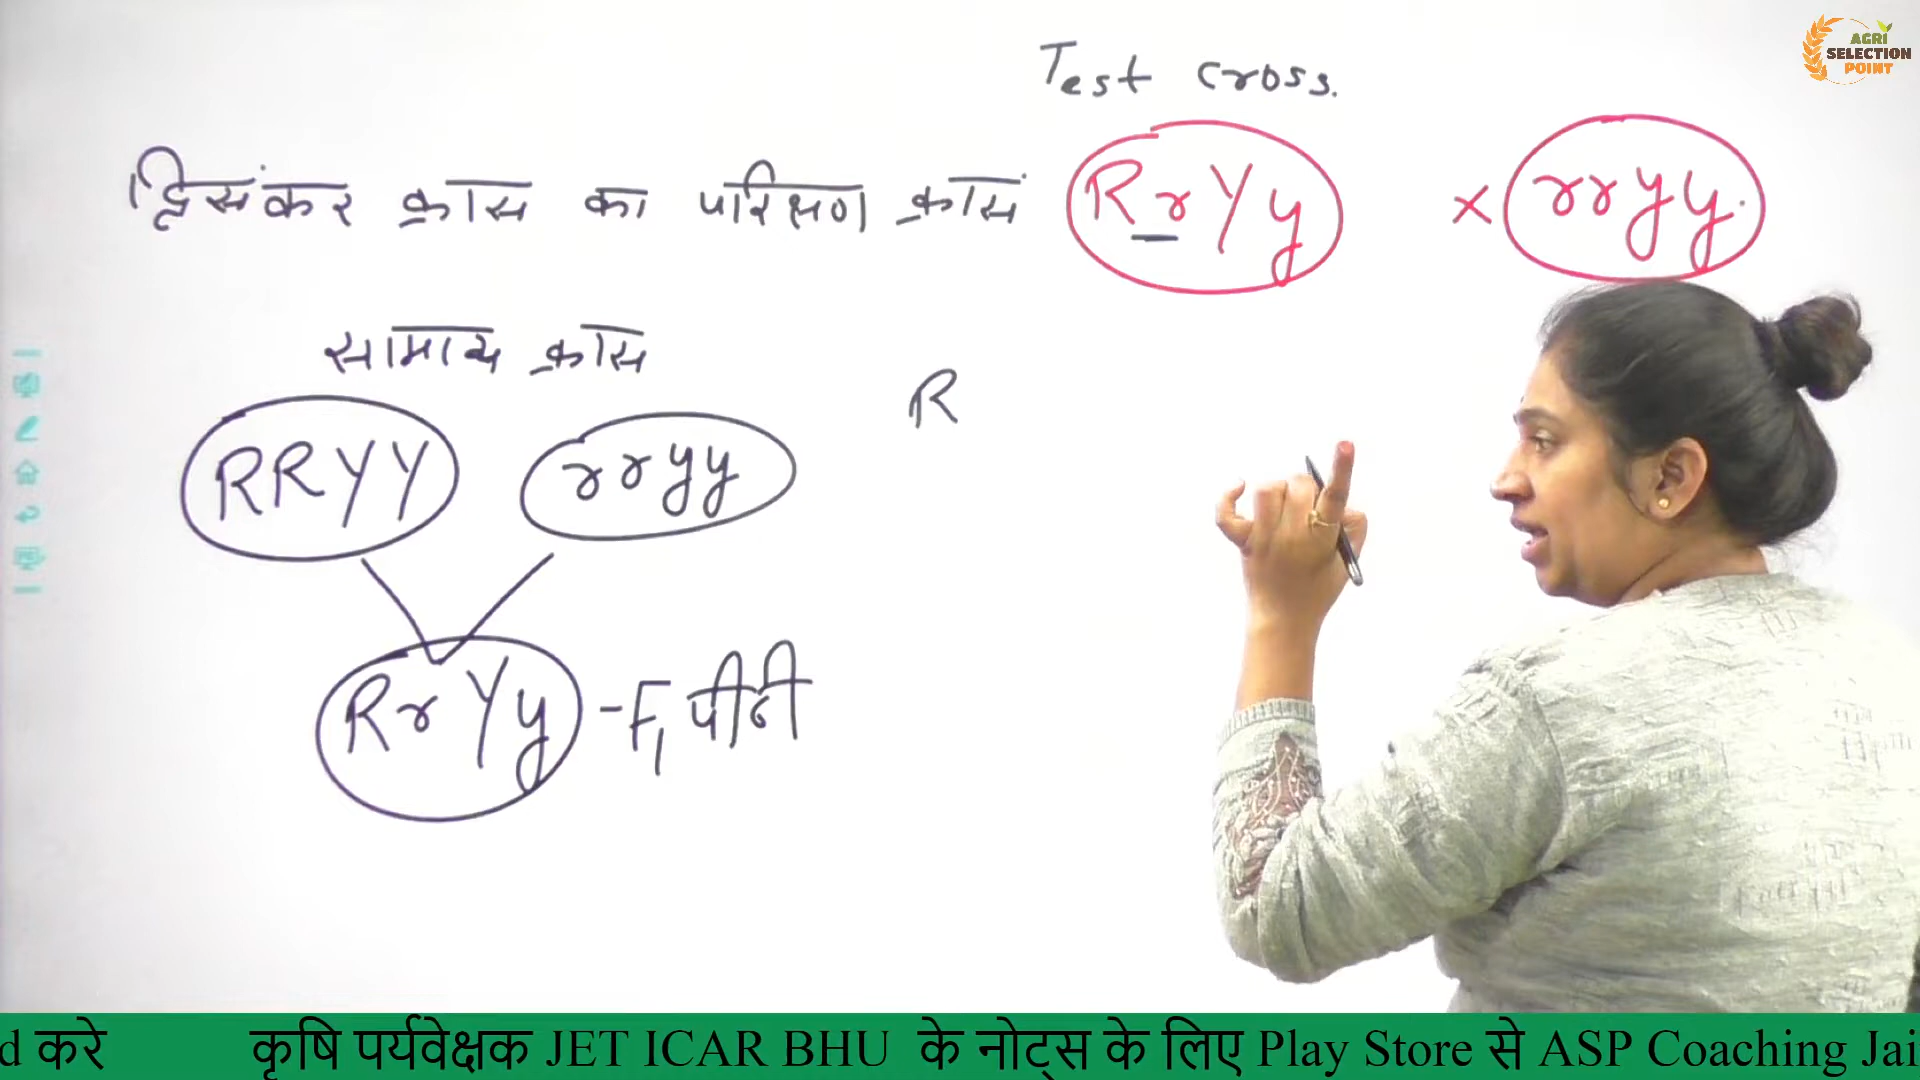 AGRI
SELECTION
POINT
Test cross.
द्विसंकर क्रास का परिक्षण क्रास RrYy × rryy.
सामान्य क्रास
R
RRYY rryy
RrYy - F1 पीढी
d करे कृषि पर्यवेक्षक JET ICAR BHU के नोट्स के लिए Play Store से ASP Coaching Jai